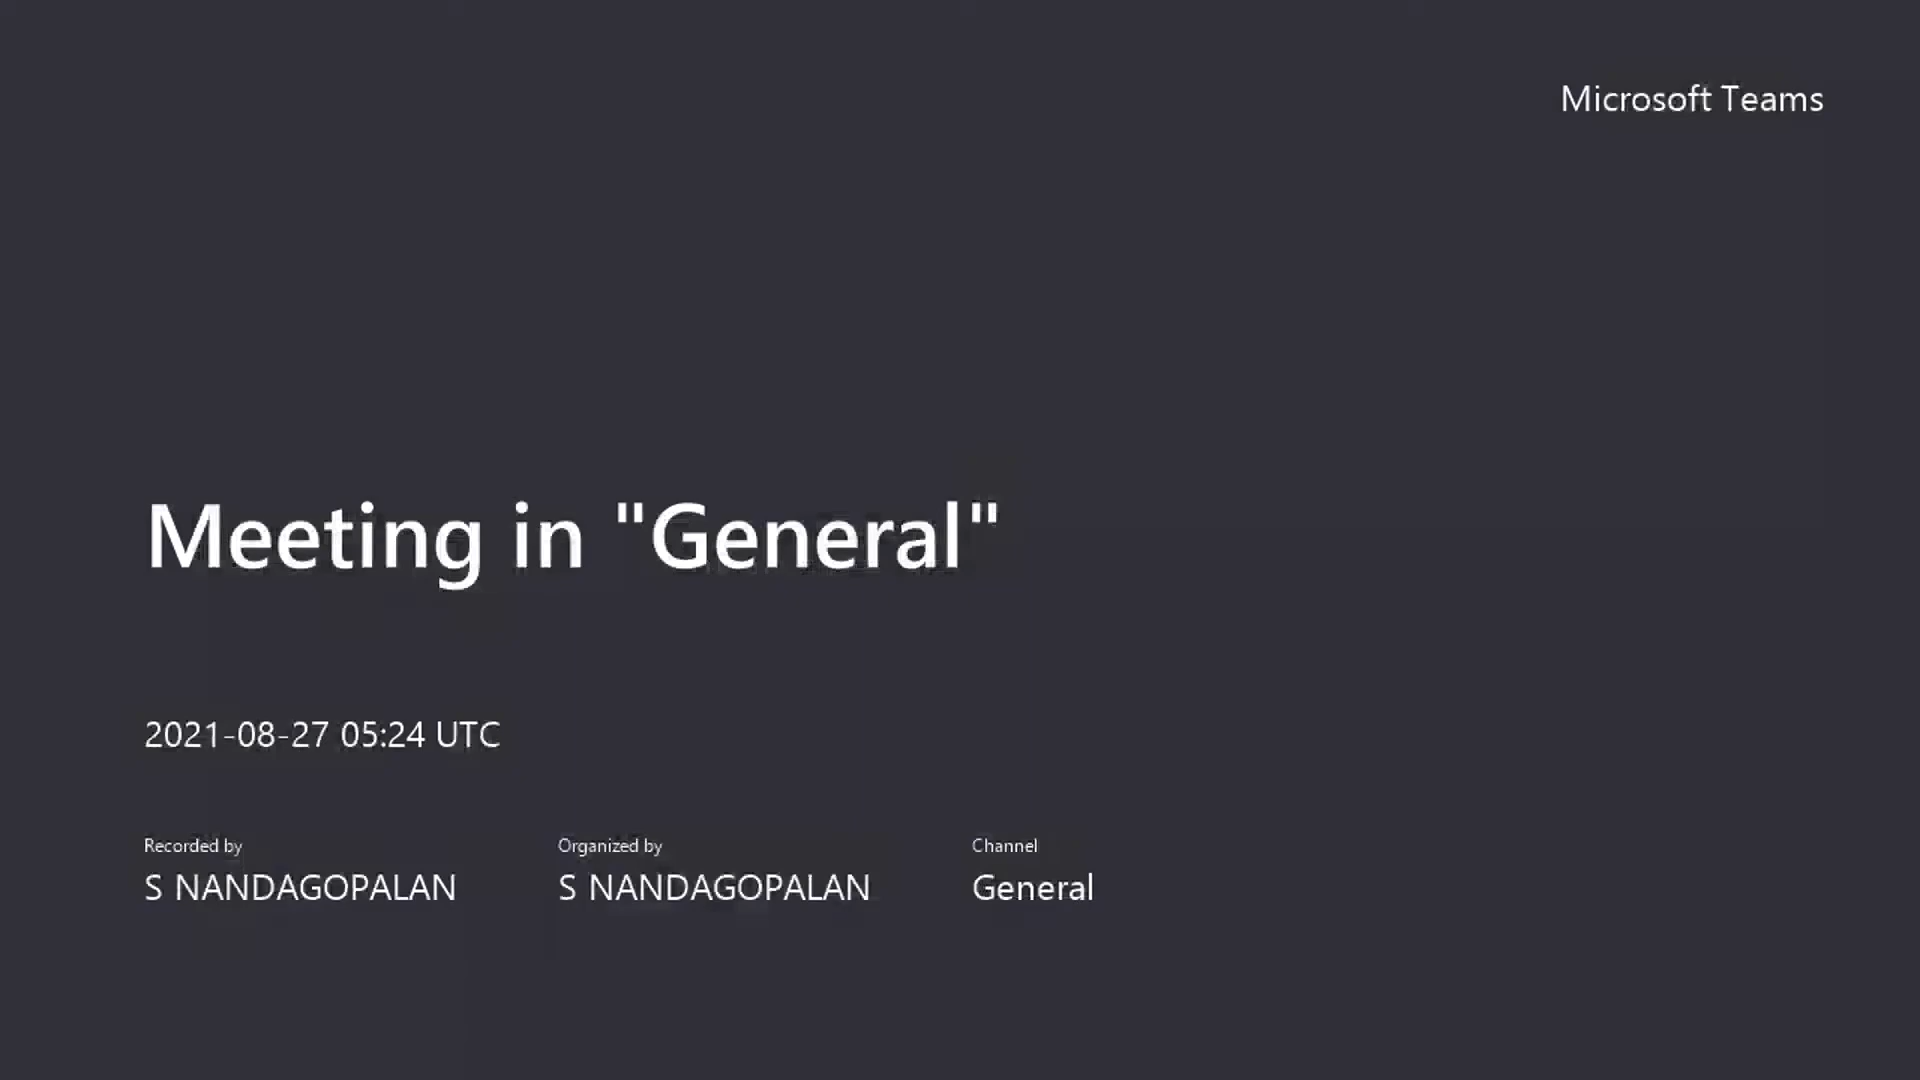 Microsoft Teams
Meeting in "General"
2021-08-27 05:24 UTC
Recorded by
S NANDAGOPALAN
Organized by
S NANDAGOPALAN
Channel
General